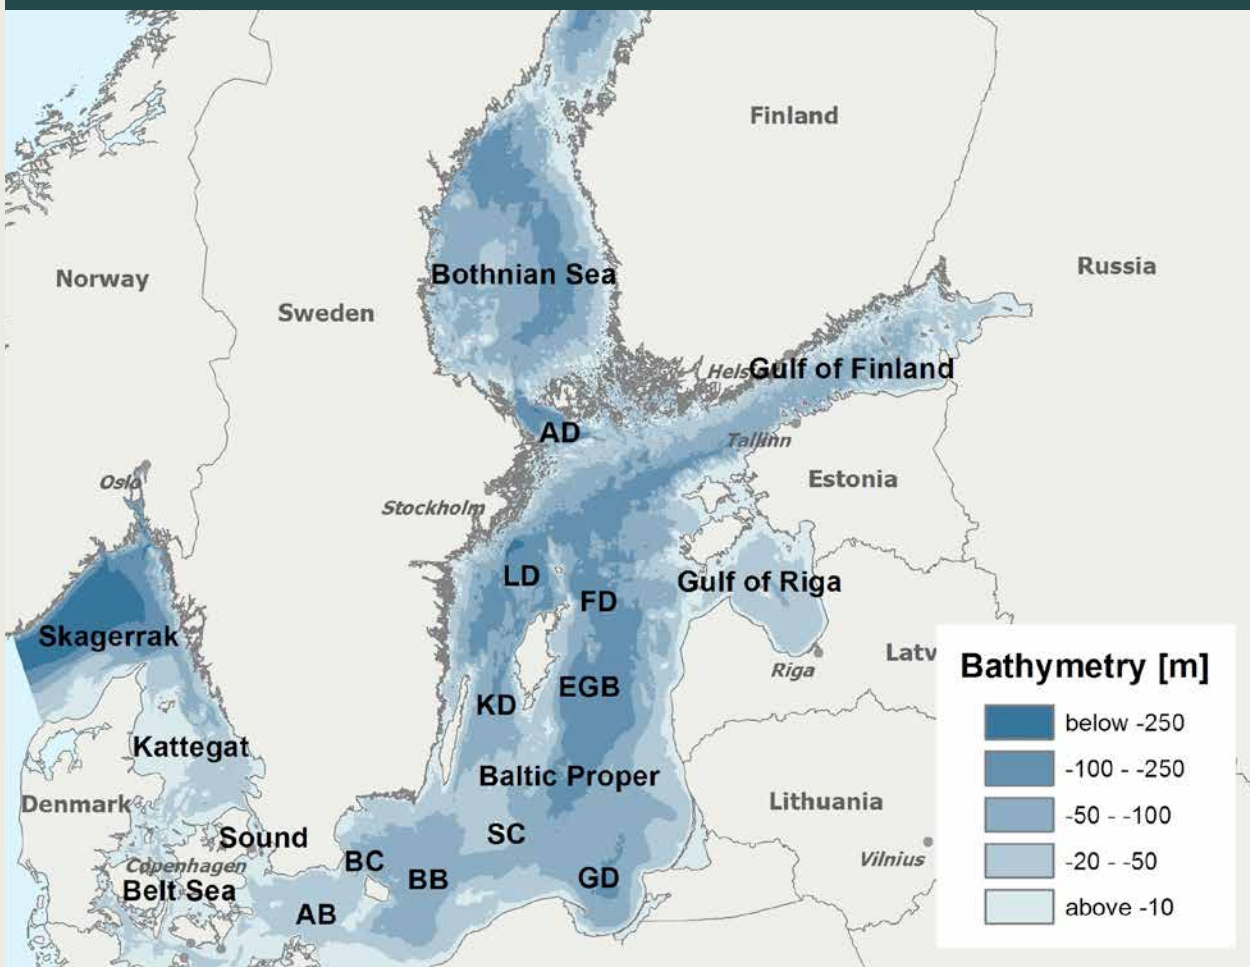 Finland
Norway
Bothnian Sea
Russia
Sweden
Gulf of Finland
Hels
AD
Tallinn
Oslo
Estonia
Stockholm
LD
Gulf of Riga
FD
Skagerrak
Riga
Latv
EGB
KD
Kattegat
Baltic Proper
Denmark
Lithuania
Sound
SC
BC
Copenhagen
Vilnius
Belt Sea
BB
GD
AB
Bathymetry [m]
below -250
-100 - -250
-50 - -100
-20 - -50
above -10